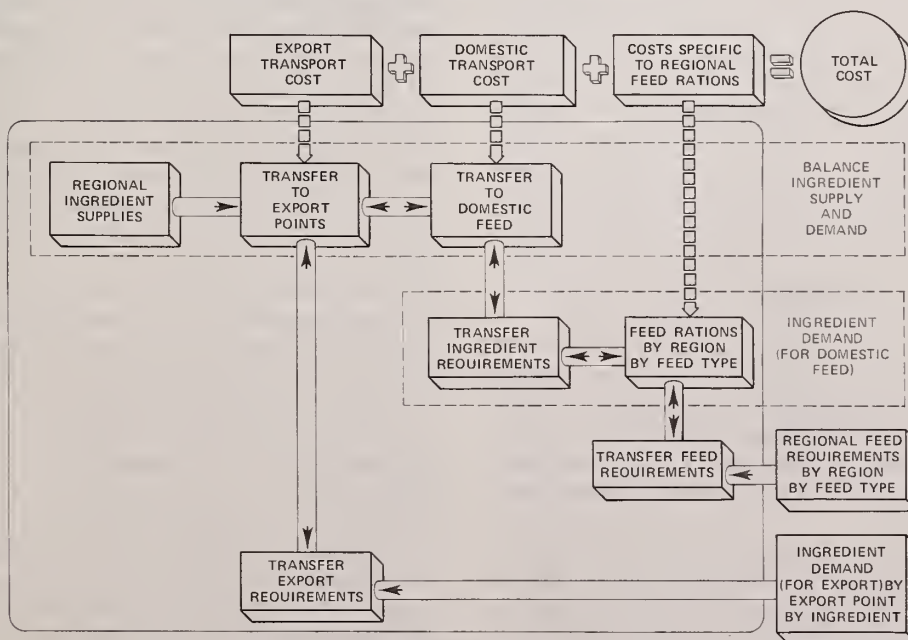 EXPORT
TRANSPORT
COST
DOMESTIC
TRANSPORT
COST
COSTS SPECIFIC
TO REGIONAL
FEED RATIONS
TOTAL
COST
REGIONAL
INGREDIENT
SUPPLIES
TRANSFER
TO
EXPORT
POINTS
TRANSFER
TO
DOMESTIC
FEED
BALANCE
INGREDIENT
SUPPLY
AND
DEMAND
TRANSFER
INGREDIENT
REQUIREMENTS
FEED RATIONS
BY REGION
BY FEED TYPE
INGREDIENT
DEMAND
(FOR DOMESTIC
FEED)
TRANSFER FEED
REQUIREMENTS
REGIONAL FEED
REQUIREMENTS
BY REGION
BY FEED TYPE
TRANSFER
EXPORT
REQUIREMENTS
INGREDIENT
DEMAND
(FOR EXPORT)BY
EXPORT POINT
BY INGREDIENT